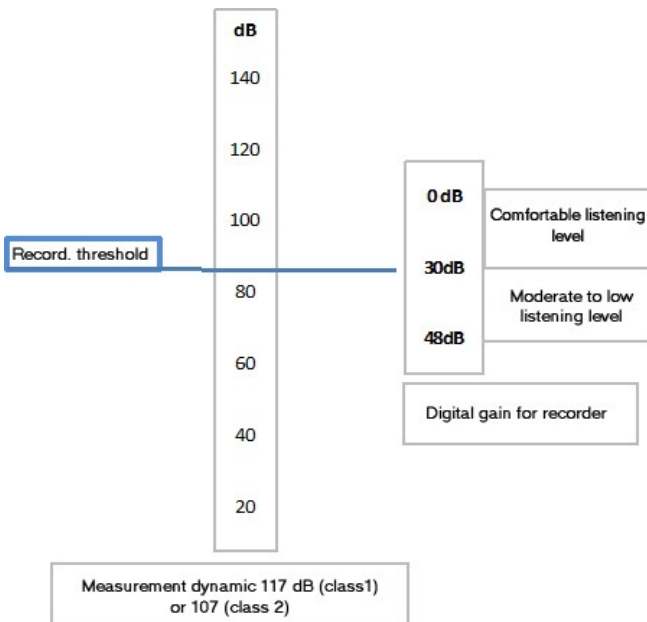 dB
140
120
100
80
60
40
20
Record. threshold
0 dB
30dB
48dB
Comfortable listening
level
Moderate to low
listening level
Digital gain for recorder
Measurement dynamic 117 dB (class1)
or 107 (class 2)